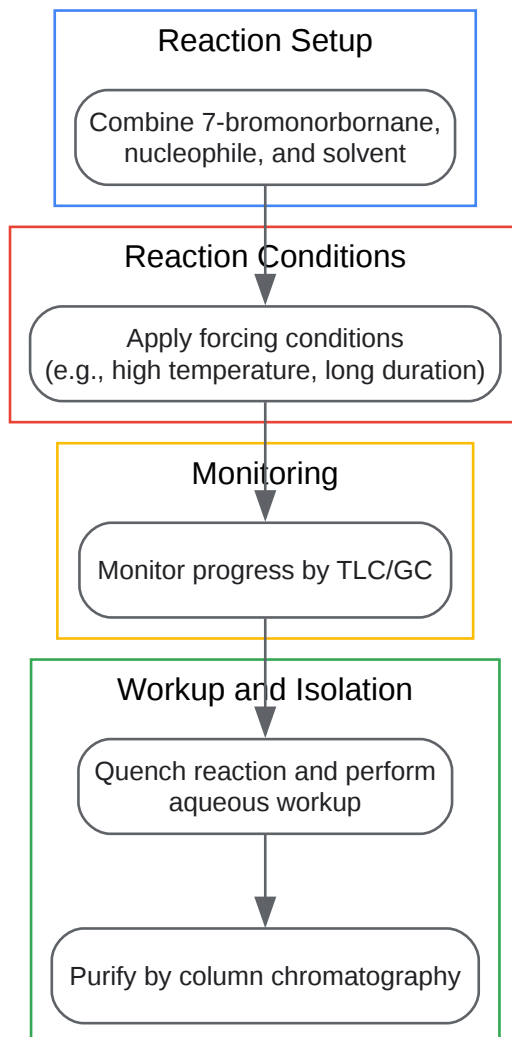 Reaction Setup
Combine 7-bromonorbornane,
nucleophile, and solvent
Reaction Conditions
Apply forcing conditions
(e.g., high temperature, long duration)
Monitoring
Monitor progress by TLC/GC
Workup and Isolation
Quench reaction and perform
aqueous workup
Purify by column chromatography